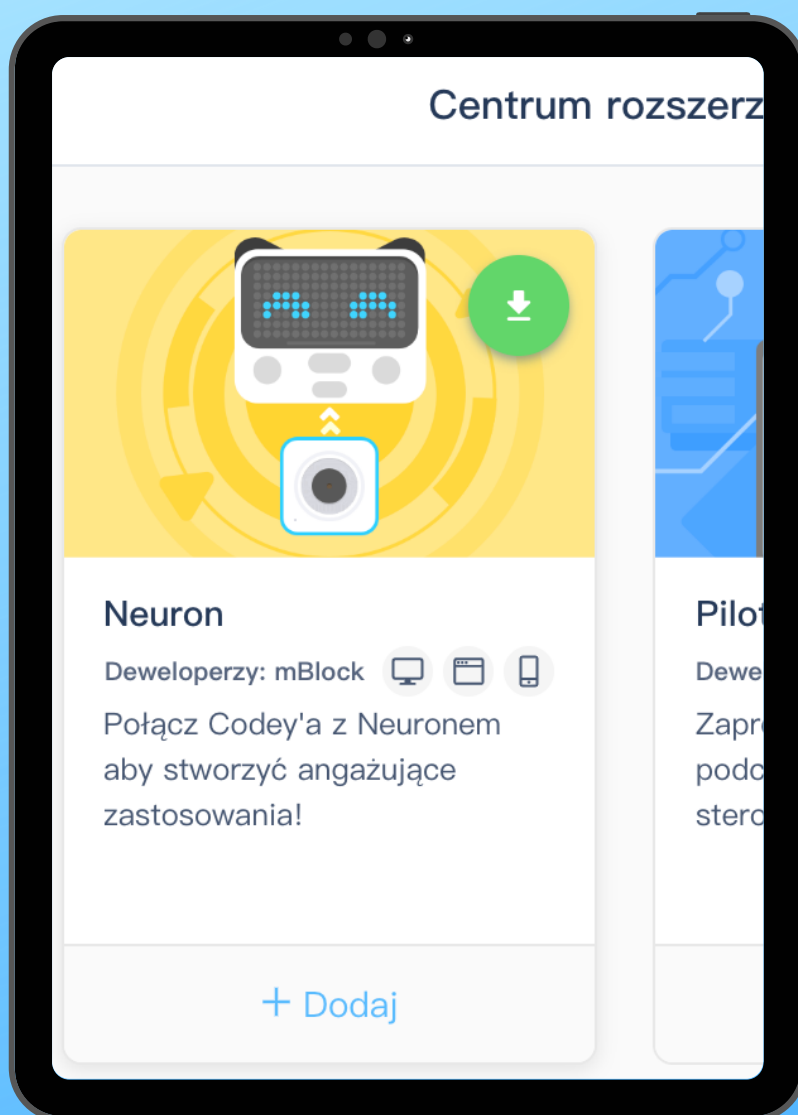 Centrum rozszerz
Neuron
Deweloperzy: mBlock
Połącz Codey'a z Neuronem
aby stworzyć angażujące
zastosowania!
+ Dodaj
Pilot
Dewe
Zapr
podc
stero